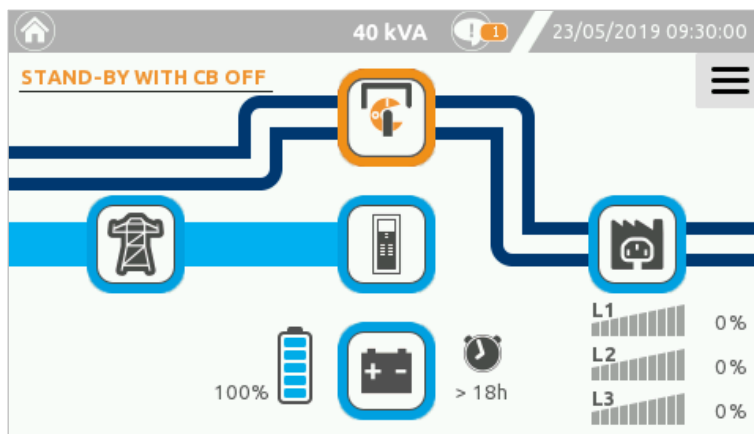 40 kVA 1 23/05/2019 09:30:00
STAND-BY WITH CB OFF
L1 0%
L2 0%
L3 0%
100%
> 18h